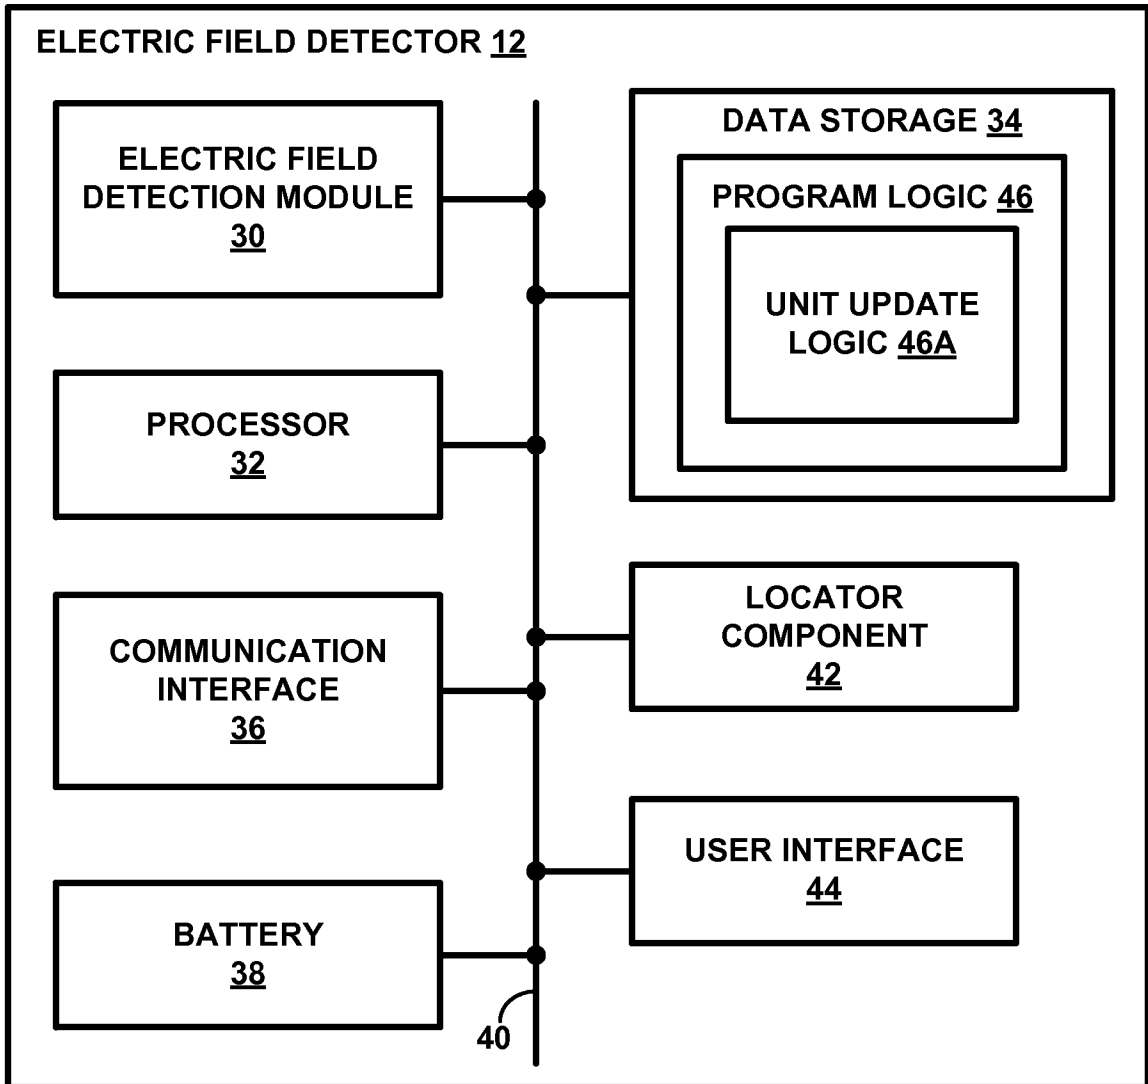 ELECTRIC FIELD DETECTOR 12
ELECTRIC FIELD
DETECTION MODULE
30
PROCESSOR
32
COMMUNICATION
INTERFACE
36
BATTERY
38
40
DATA STORAGE 34
PROGRAM LOGIC 46
UNIT UPDATE
LOGIC 46A
LOCATOR
COMPONENT
42
USER INTERFACE
44